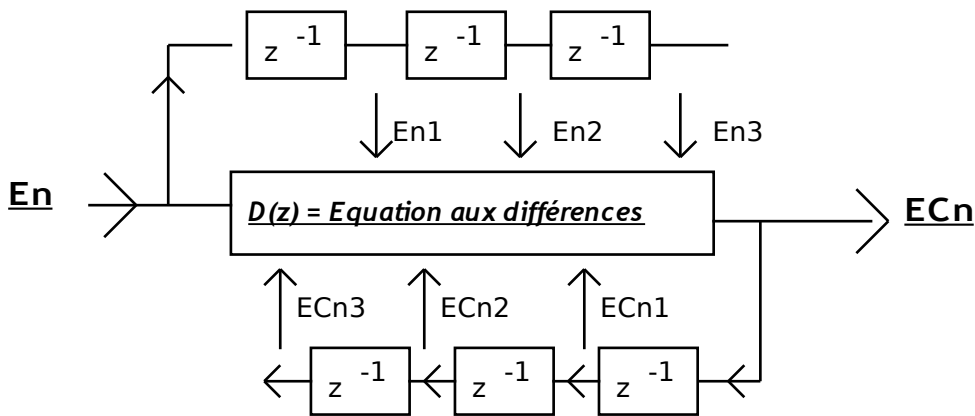 z -1 z -1 z -1
En1 En2 En3
En
D(z) = Equation aux différences
ECn
ECn3 ECn2 ECn1
z -1 z -1 z -1